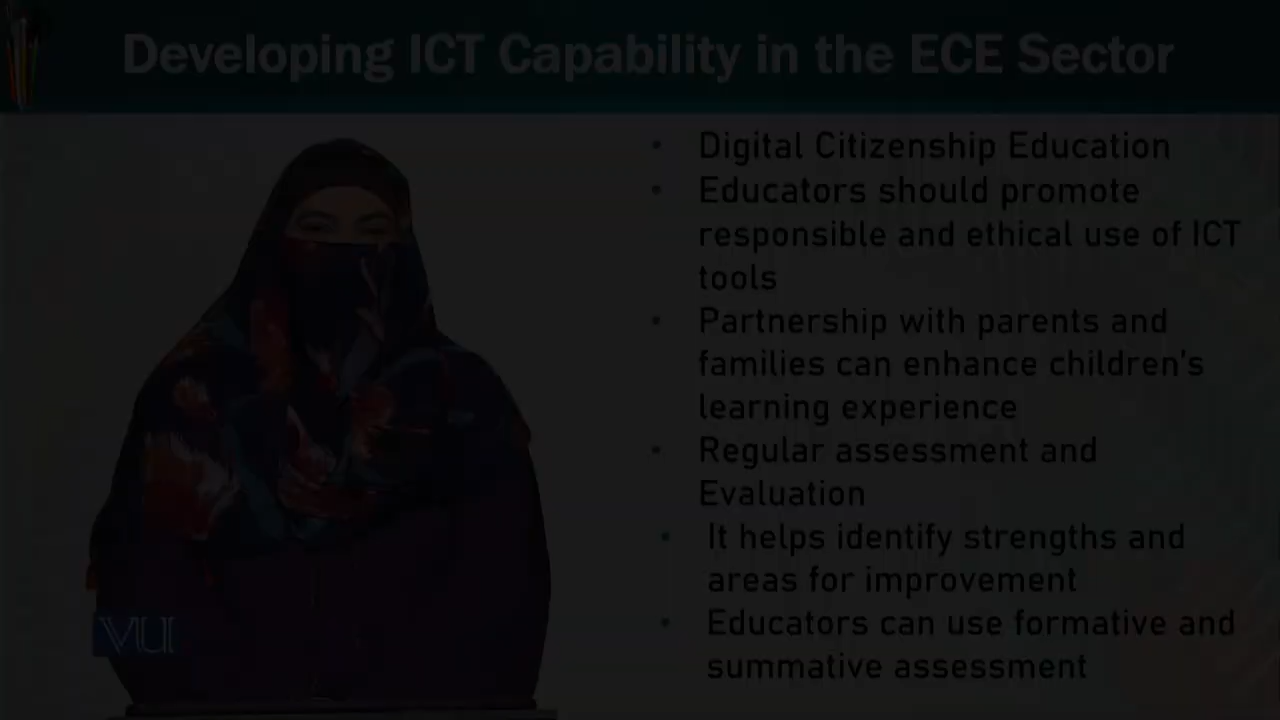 Developing ICT Capability in the ECE Sector
• Digital Citizenship Education
• Educators should promote
responsible and ethical use of ICT
tools
• Partnership with parents and
families can enhance children's
learning experience
• Regular assessment and
Evaluation
• It helps identify strengths and
areas for improvement
• Educators can use formative and
summative assessment
VU